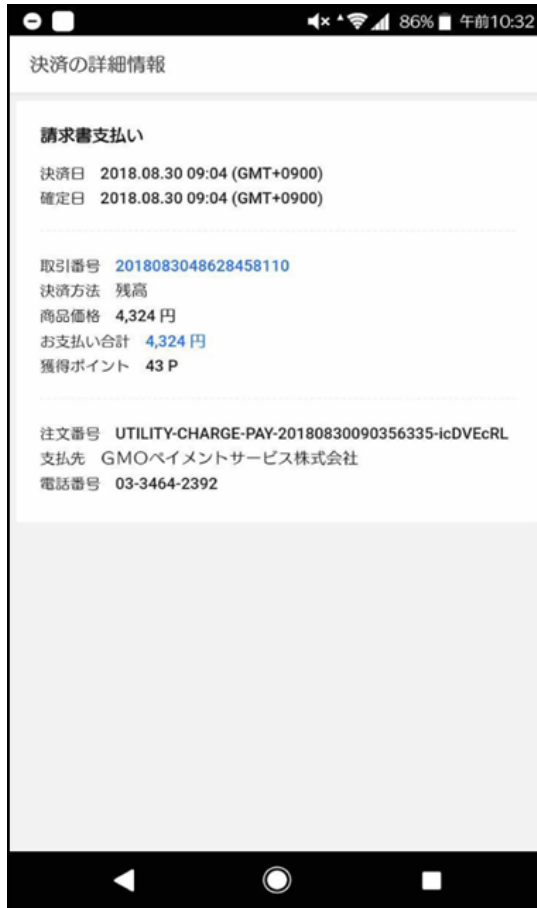 86% 午前10:32
決済の詳細情報
請求書支払い
決済日 2018.08.30 09:04 (GMT+0900)
確定日 2018.08.30 09:04 (GMT+0900)
取引番号 2018083048628458110
決済方法 残高
商品価格 4,324 円
お支払い合計 4,324 円
獲得ポイント 43 P
注文番号 UTILITY-CHARGE-PAY-20180830090356335-icDVEcRL
支払先 GMOペイメントサービス株式会社
電話番号 03-3464-2392